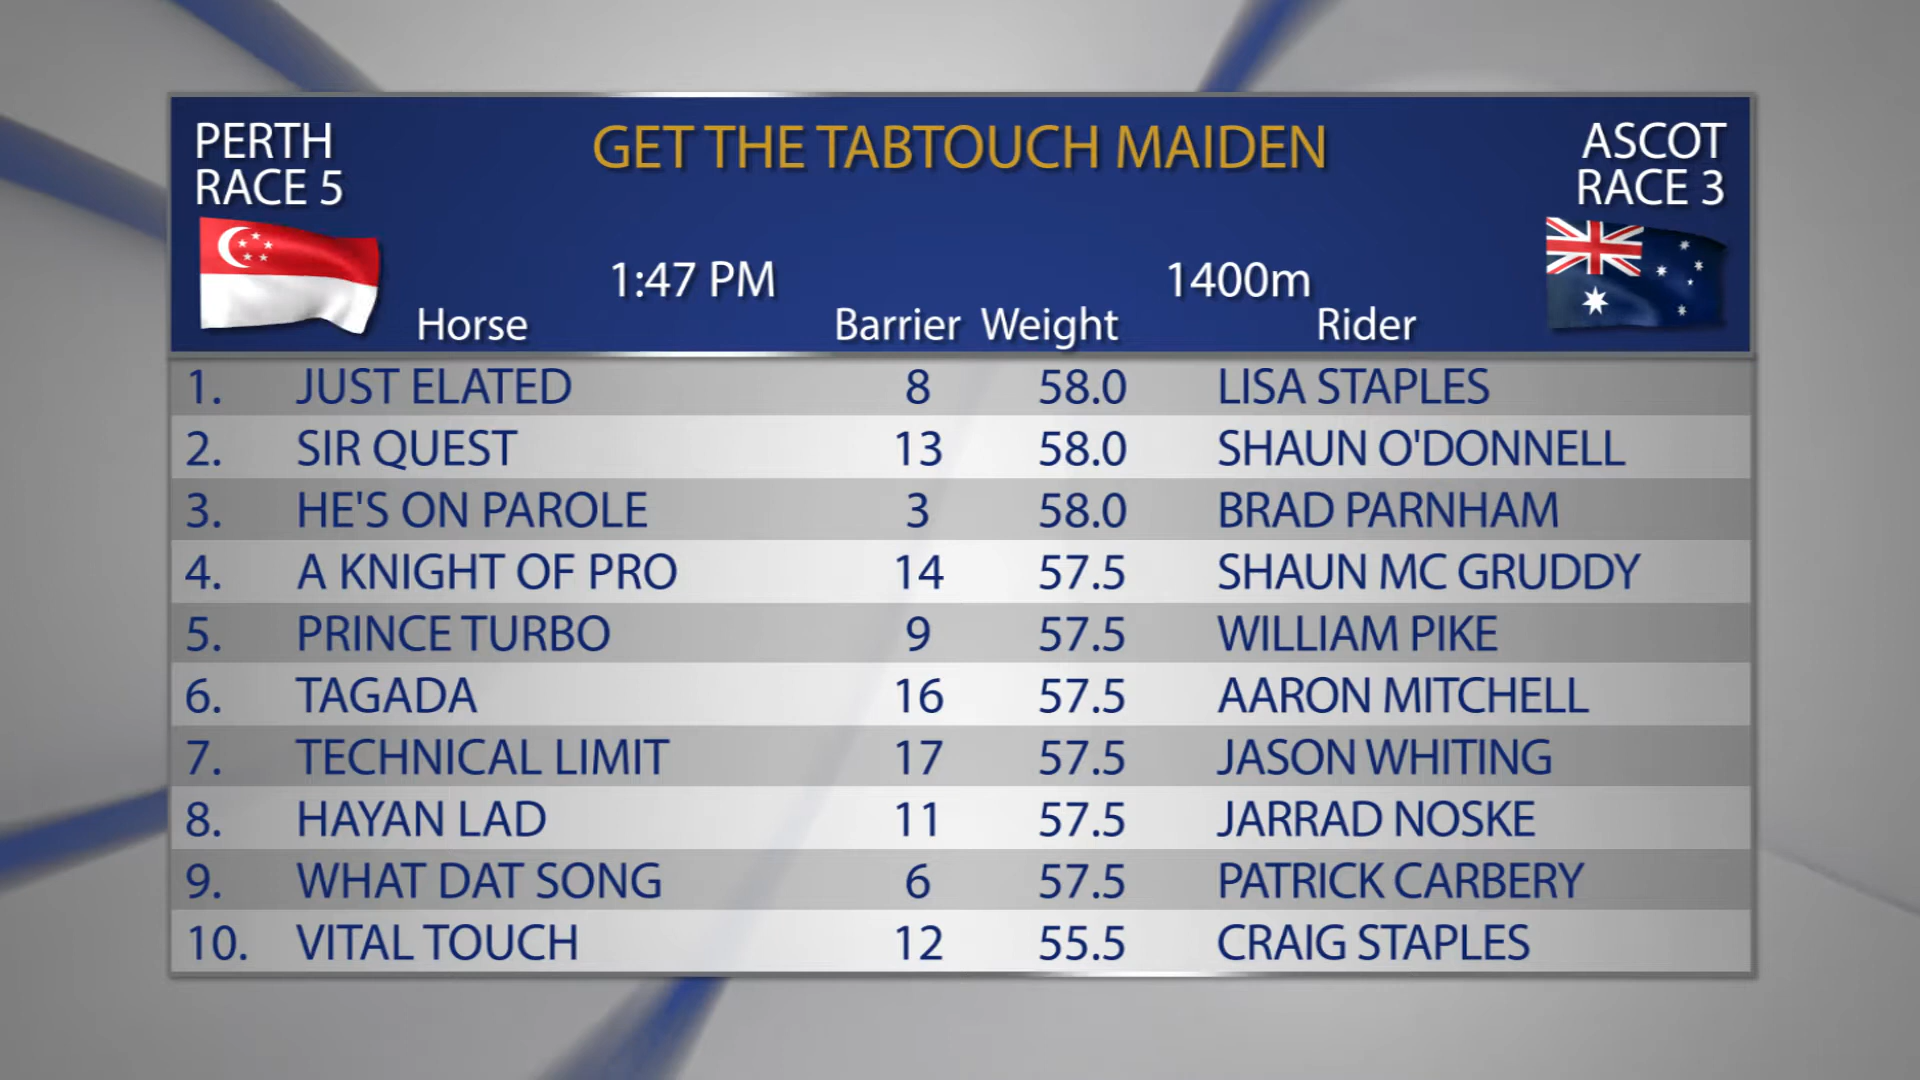 PERTH
RACE 5
GET THE TABTOUCH MAIDEN
ASCOT
RACE 3
1:47 PM 1400m
Horse Barrier Weight Rider
1. JUST ELATED 8 58.0 LISA STAPLES
2. SIR QUEST 13 58.0 SHAUN O'DONNELL
3. HE'S ON PAROLE 3 58.0 BRAD PARNHAM
4. A KNIGHT OF PRO 14 57.5 SHAUN MC GRUDDY
5. PRINCE TURBO 9 57.5 WILLIAM PIKE
6. TAGADA 16 57.5 AARON MITCHELL
7. TECHNICAL LIMIT 17 57.5 JASON WHITING
8. HAYAN LAD 11 57.5 JARRAD NOSKE
9. WHAT DAT SONG 6 57.5 PATRICK CARBERY
10. VITAL TOUCH 12 55.5 CRAIG STAPLES